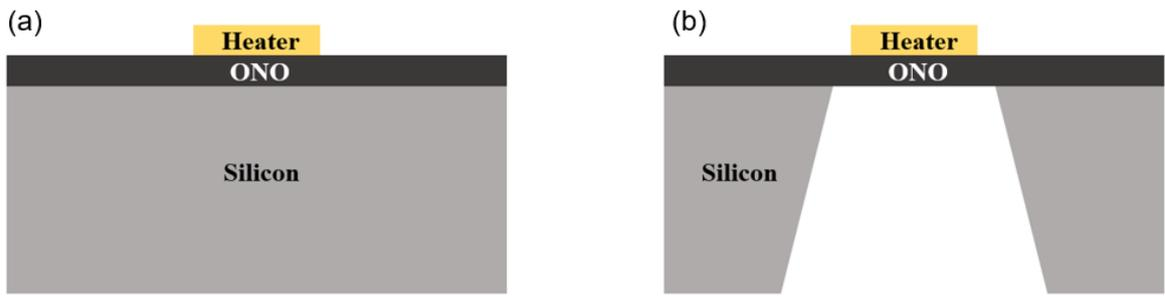 (a)
Heater
ONO
Silicon
(b)
Heater
ONO
Silicon